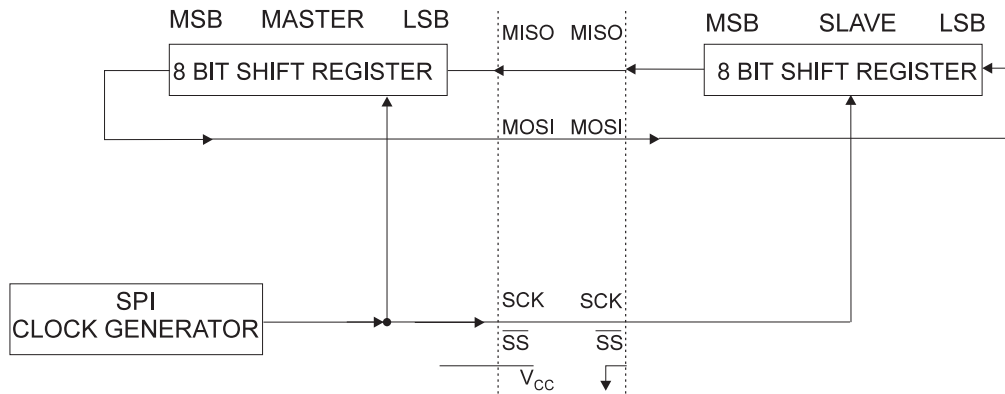 MSB MASTER LSB MISO MISO MSB SLAVE LSB
8 BIT SHIFT REGISTER 8 BIT SHIFT REGISTER
MOSI MOSI
SPI
CLOCK GENERATOR
SCK SCK
SS SS
VCC